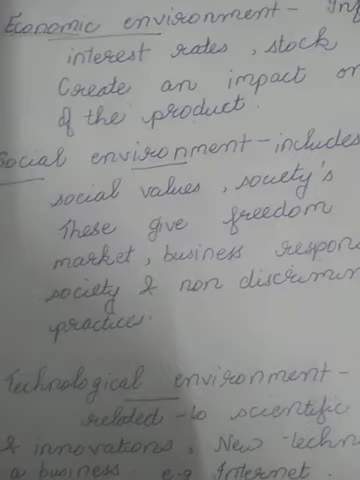 Economic environment - Inf
interest rates, stock
Create an impact on
of the product.
Social environment - includes
social values, society's
These give freedom
market, business respon
society & non discrimin
practices.
Technological environment -
related to scientific
& innovations. New techn
a business. e.g Internet.